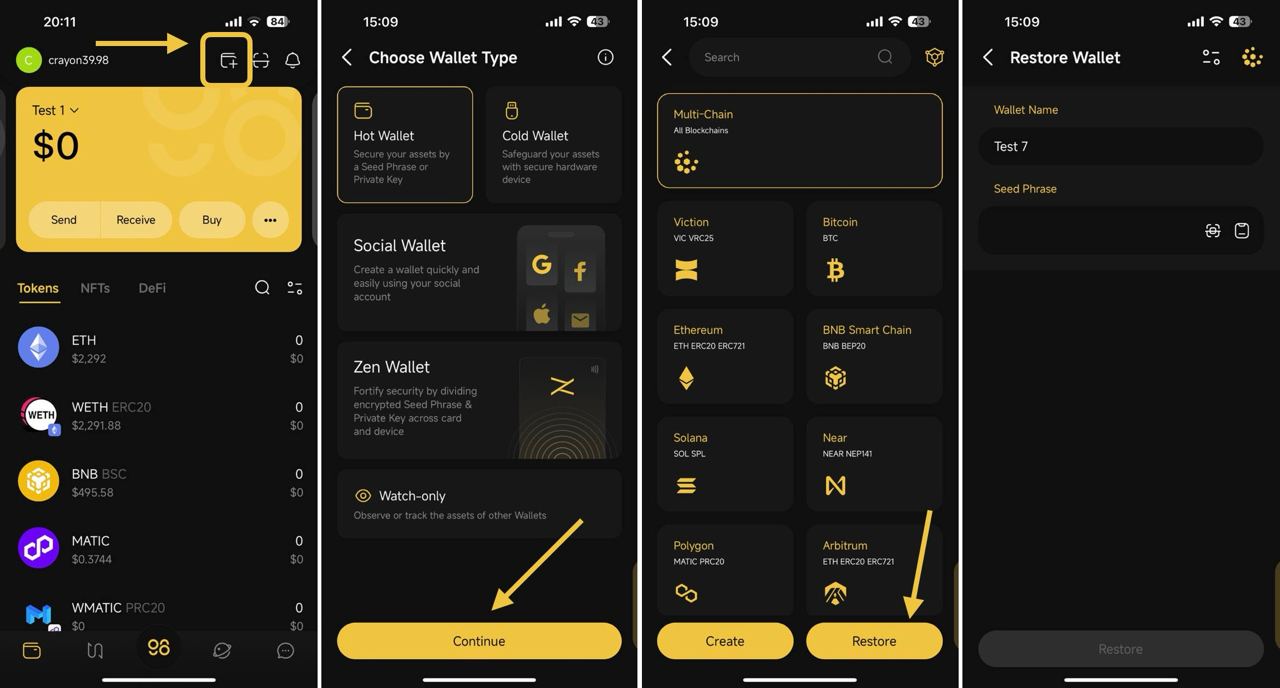 20:11
84
C
crayon39.98
Test 1
$0
Send
Receive
Buy
Tokens
NFTs
DeFi
ETH
0
$2,292
$0
WETH
WETH ERC20
0
$2,291.88
$0
BNB BSC
0
$495.58
$0
MATIC
0
$0.3744
$0
WMATIC PRC20
0
$0
$0
98
15:09
43
Choose Wallet Type
Hot Wallet
Secure your assets by
a Seed Phrase or
Private Key
Cold Wallet
Safeguard your assets
with secure hardware
device
Social Wallet
Create a wallet quickly and
easily using your social
account
G
f
Zen Wallet
Fortify security by dividing
encrypted Seed Phrase &
Private Key across card
and device
Watch-only
Observe or track the assets of other Wallets
Continue
15:09
43
Search
Multi-Chain
All Blockchains
Viction
VIC VRC25
Bitcoin
BTC
Ethereum
ETH ERC20 ERC721
BNB Smart Chain
BNB BEP20
Solana
SOL SPL
Near
NEAR NEP141
Polygon
MATIC PRC20
Arbitrum
ETH ERC20 ERC721
Create
Restore
15:09
43
Restore Wallet
Wallet Name
Test 7
Seed Phrase
Restore